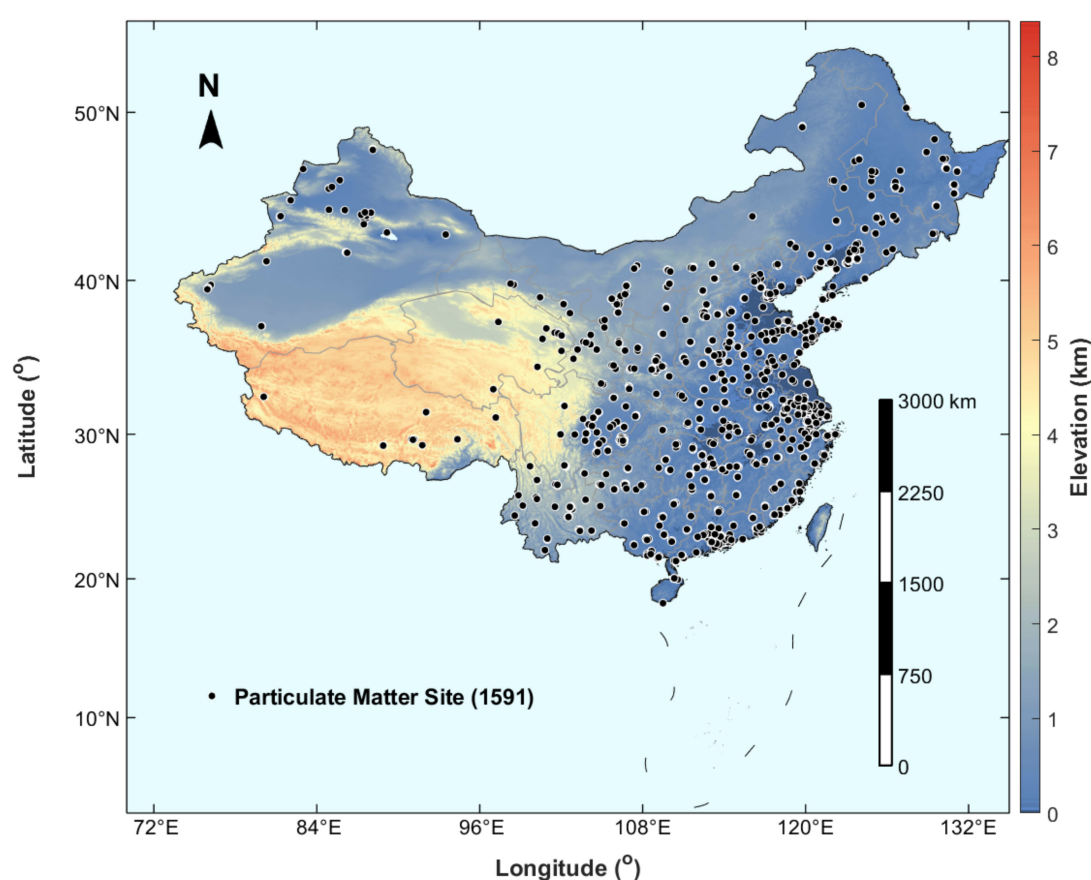 N
50°N
40°N
30°N
20°N
10°N
Latitude (°)
72°E
84°E
96°E
108°E
120°E
132°E
Longitude (°)
Particulate Matter Site (1591)
3000 km
2250
1500
750
0
8
7
6
5
4
3
2
1
0
Elevation (km)